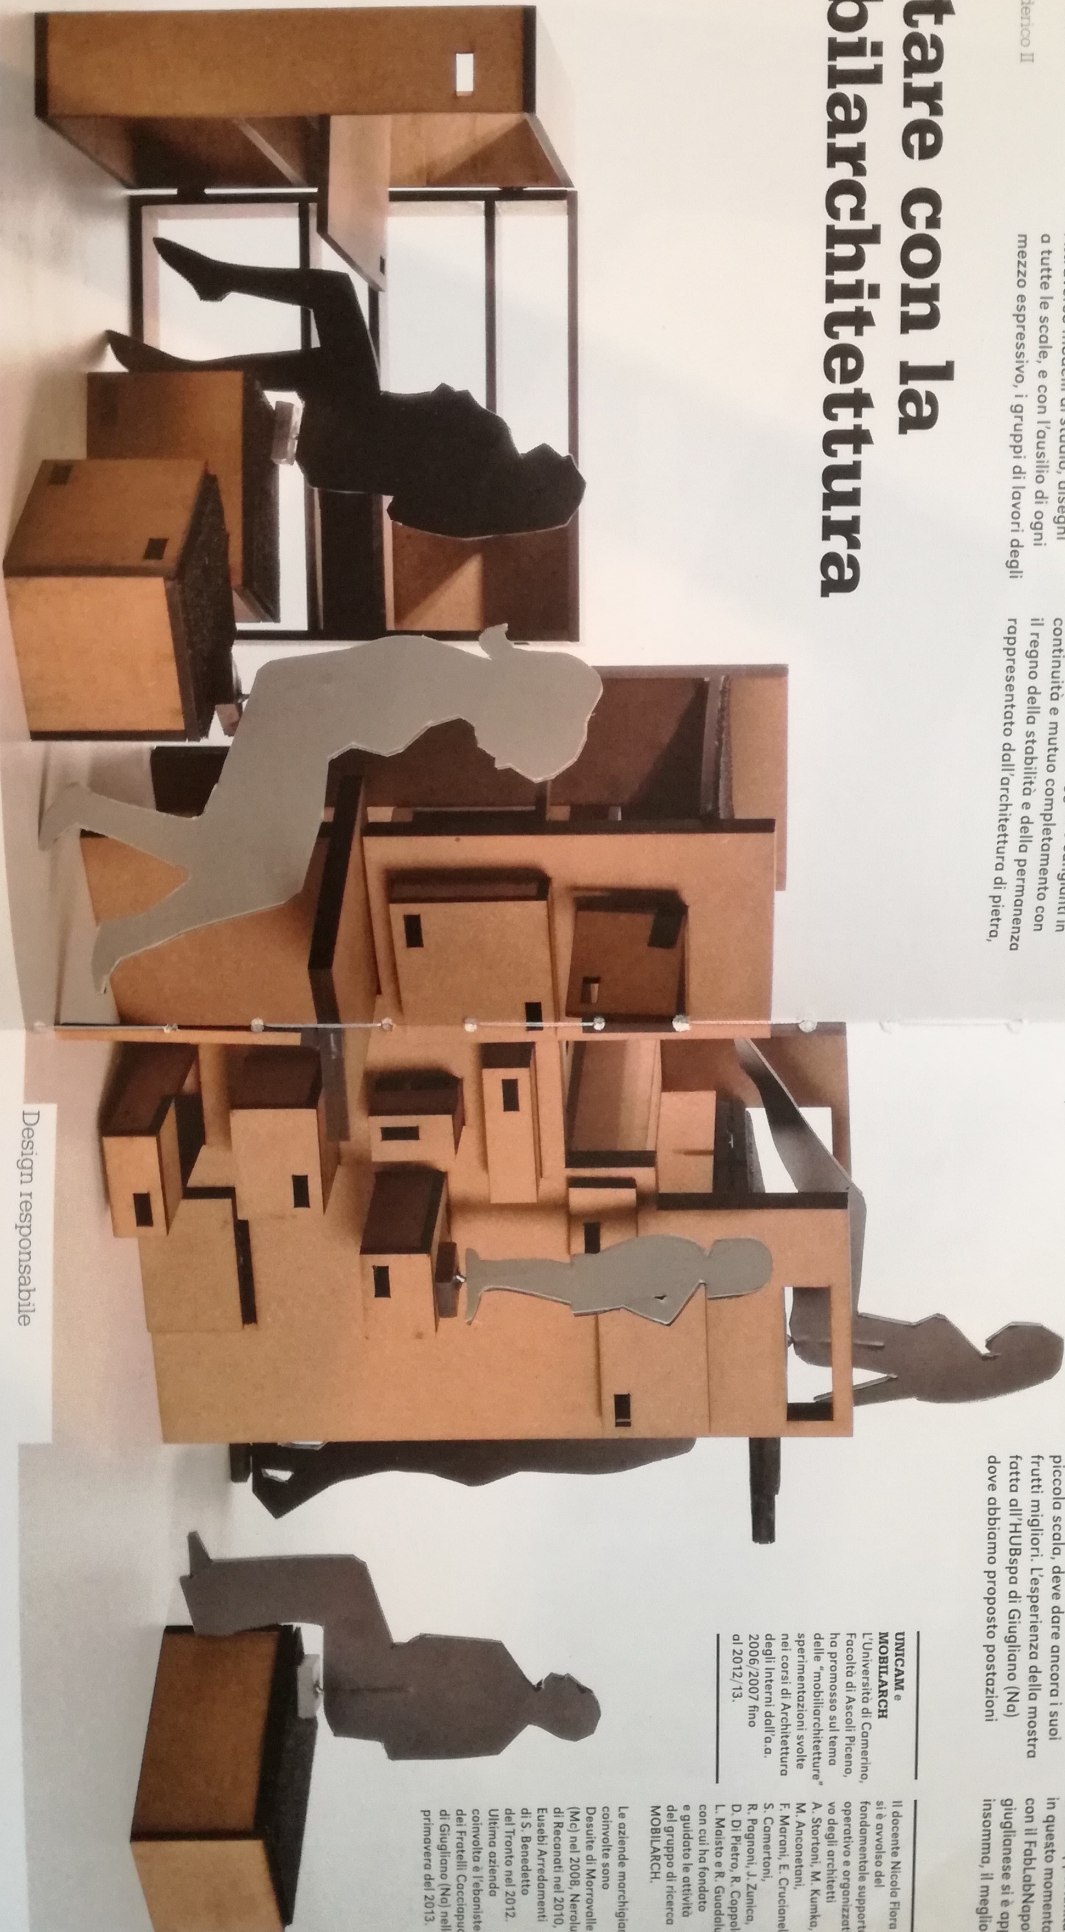 derico II
tare con la
bilarchitettura
a tutte le scale, e con l'ausilio di ogni
mezzo espressivo, i gruppi di lavori degli
continuità e mutuo completamento con
il regno della stabilità e della permanenza
rappresentato dall'architettura di pietra,
piccola scala, deve dare ancora i suoi
frutti migliori. L'esperienza della mostra
fatta all'HUBspa di Giugliano (Na)
dove abbiamo proposto postazioni
in questo momento
con il FabLabNapo
giuglianese si è app
insomma, il meglio
UNICAM e
MOBILARCH
L'Università di Camerino,
Facoltà di Ascoli Piceno,
ha promosso sul tema
delle "mobiliarchitetture"
sperimentazioni svolte
nei corsi di Architettura
degli Interni dall'a.a.
2006/2007 fino
al 2012/13.
Il docente Nicola Flora
si è avvalso del
fondamentale supporto
operativo e organizzat
vo degli architetti
A. Stortoni, M. Kumka,
M. Anconetani,
F. Marani, E. Crucianel
S. Camertoni,
R. Pagnoni, J. Zunica,
D. Di Pietro, R. Coppol
L. Maisto e R. Guadalu
con cui ha fondato
e guidato le attività
del gruppo di ricerca
MOBILARCH.
Le aziende marchigian
coinvolte sono
Desuite di Morrovalle
(Mc) nel 2008, Nerolu
di Recanati nel 2010,
Eusebi Arredamenti
di S. Benedetto
del Tronto nel 2012.
Ultima azienda
coinvolta è l'ebaniste
dei Fratelli Cacciapuo
di Giugliano (Na) nell
primavera del 2013.
Design responsabile